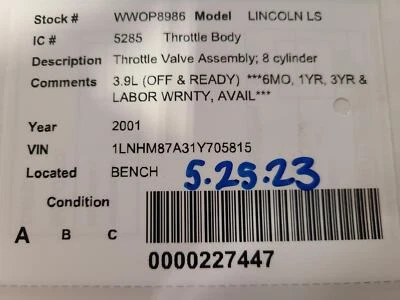 Stock # WWOP8986 Model LINCOLN LS
IC # 5285 Throttle Body
Description Throttle Valve Assembly; 8 cylinder
Comments 3.9L (OFF & READY) ***6MO, 1YR, 3YR &
LABOR WRNTY, AVAIL***
Year 2001
VIN 1LNHM87A31Y705815
Located BENCH 5.25.23
Condition
A B C
0000227447